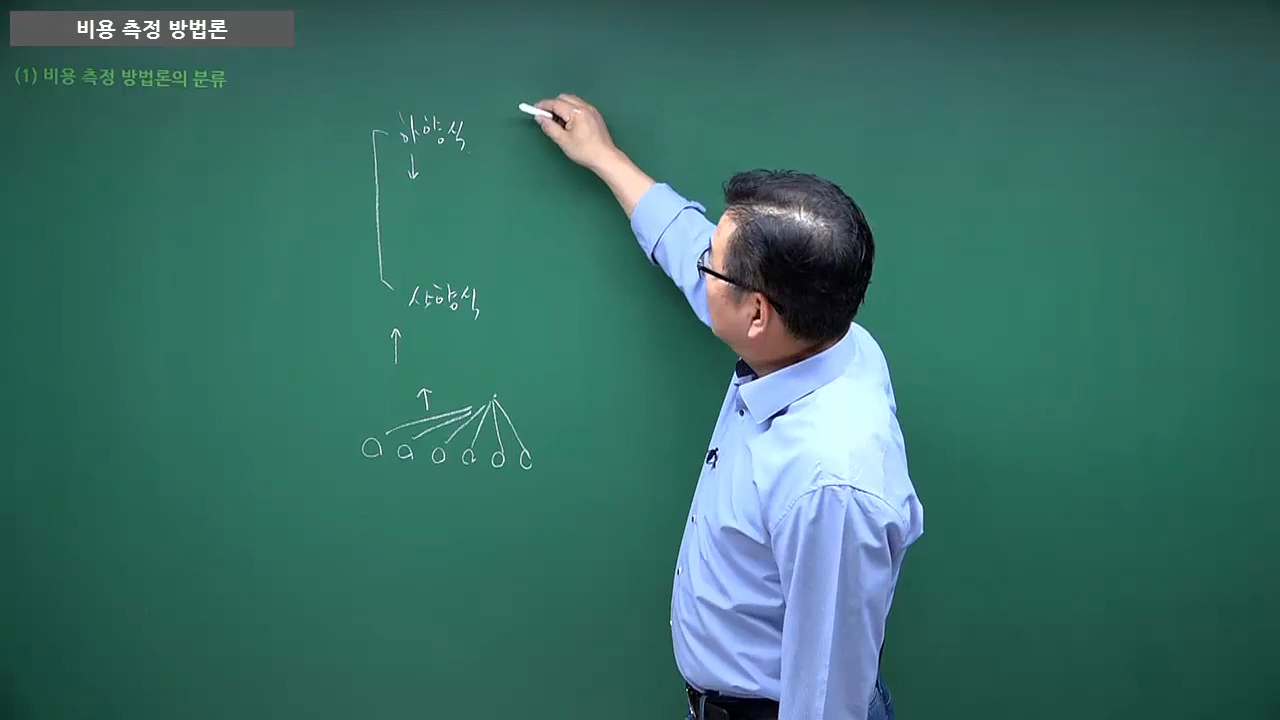 비용 측정 방법론
(1) 비용 측정 방법론의 분류
하향식
↓
상향식
↑
↑